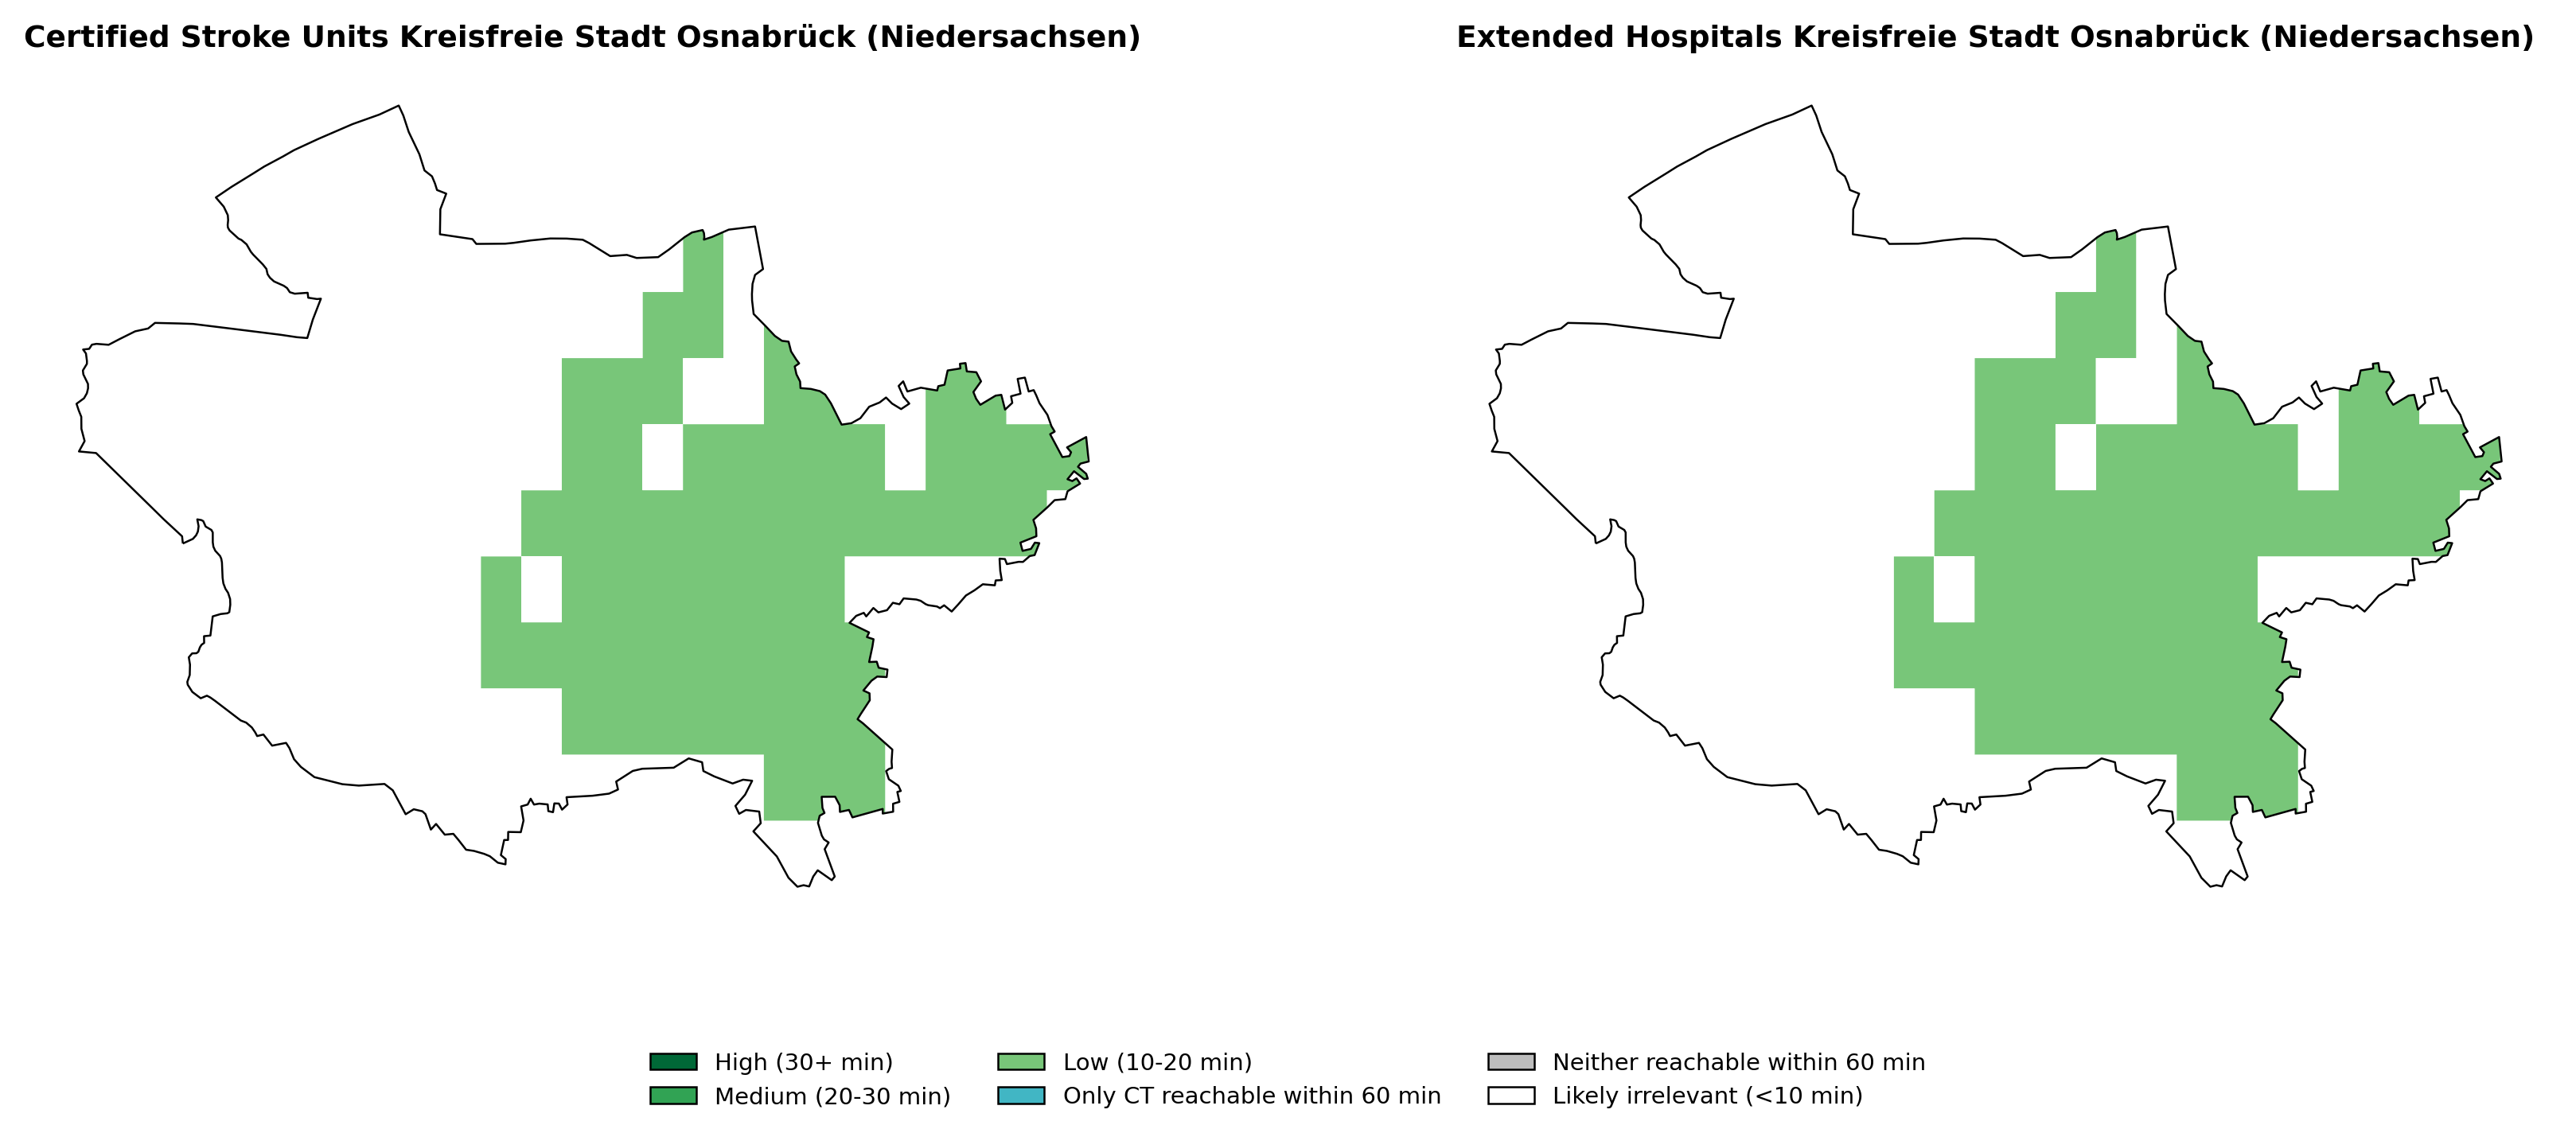 Certified Stroke Units Kreisfreie Stadt Osnabrück (Niedersachsen)
Extended Hospitals Kreisfreie Stadt Osnabrück (Niedersachsen)
High (30+ min)
Medium (20-30 min)
Low (10-20 min)
Only CT reachable within 60 min
Neither reachable within 60 min
Likely irrelevant (<10 min)